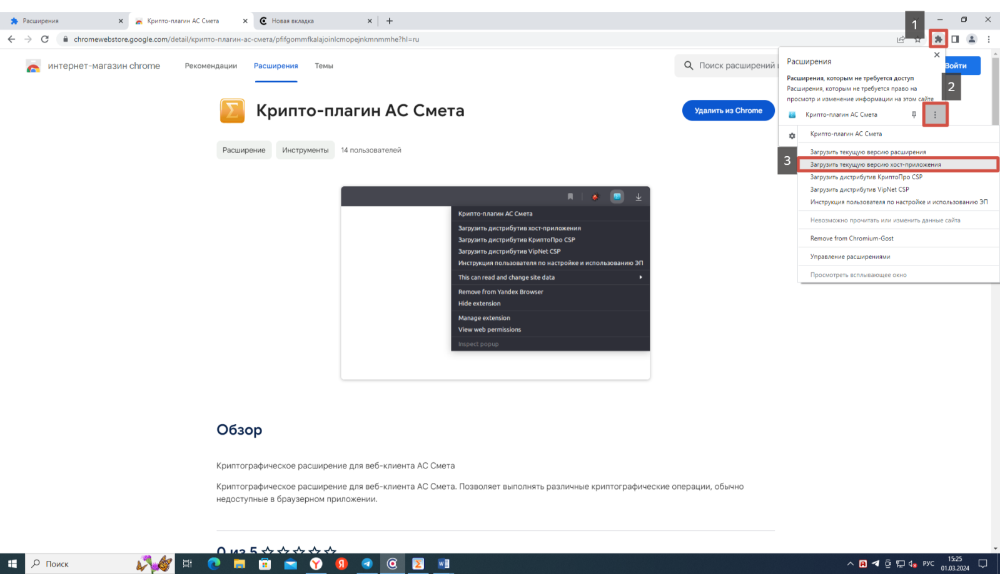 Расширения
Крипто-плагин АС Смета
Новая вкладка
1
chromewebstore.google.com/detail/крипто-плагин-ас-смета/pfifgommfkalajoinlcmopejnkmnmmhe?hl=ru
интернет-магазин chrome
Рекомендации
Расширения
Темы
Поиск расширений
Войти
Расширения
Расширения, которым не требуется доступ
Расширения, которым не требуется право на
просмотр и изменение информации на этом сайте
2
Крипто-плагин АС Смета
Крипто-плагин АС Смета
Загрузить текущую версию расширения
3
Загрузить текущую версию хост-приложения
Загрузить дистрибутив КриптоПро CSP
Загрузить дистрибутив VipNet CSP
Инструкция пользователя по настройке и использованию ЭП
Невозможно прочитать или изменить данные сайта
Remove from Chromium-Gost
Управление расширениями
Просмотреть всплывающее окно
Крипто-плагин АС Смета
Удалить из Chrome
Расширение
Инструменты
14 пользователей
Крипто-плагин АС Смета
Загрузить дистрибутив хост-приложения
Загрузить дистрибутив КриптоПро CSP
Загрузить дистрибутив VipNet CSP
Инструкция пользователя по настройке и использованию ЭП
This can read and change site data
Remove from Yandex Browser
Hide extension
Manage extension
View web permissions
Inspect popup
Обзор
Криптографическое расширение для веб-клиента АС Смета
Криптографическое расширение для веб-клиента АС Смета. Позволяет выполнять различные криптографические операции, обычно
недоступные в браузерном приложении.
0 из 5
Поиск
РУС
15:25
01.03.2024